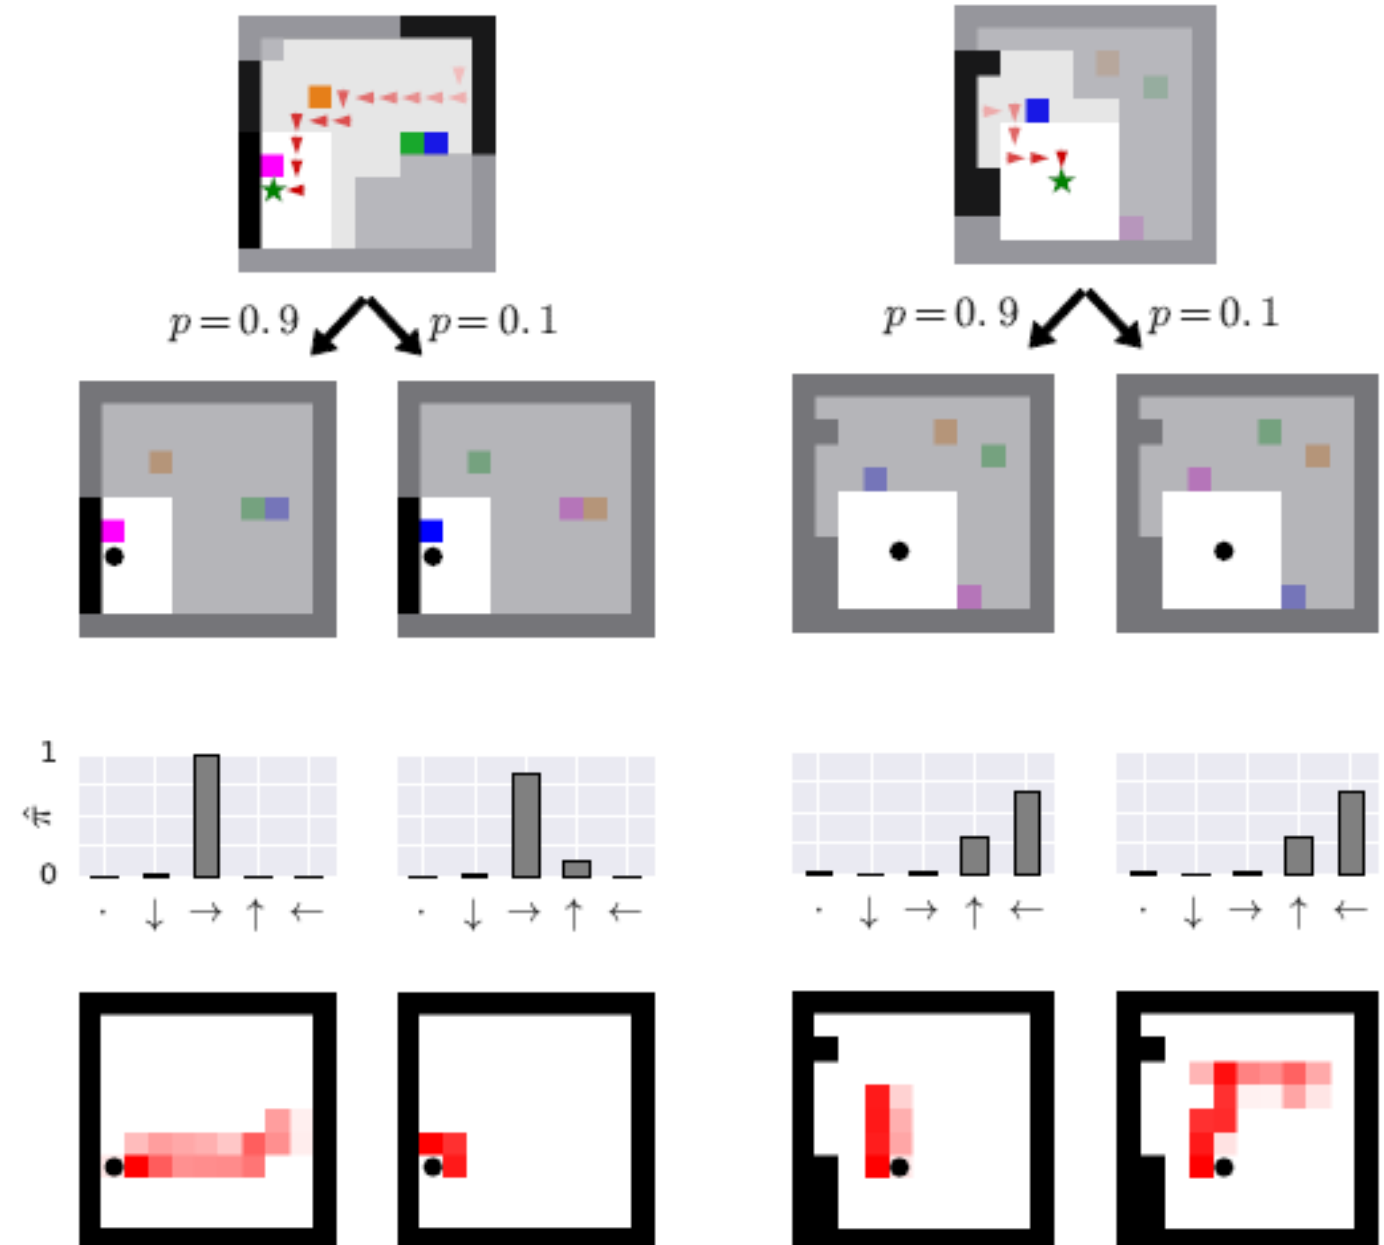 p=0.9 p=0.1 p=0.9 p=0.1
1
π̂
0
· ↓ → ↑ ← · ↓ → ↑ ← · ↓ → ↑ ← · ↓ → ↑ ←